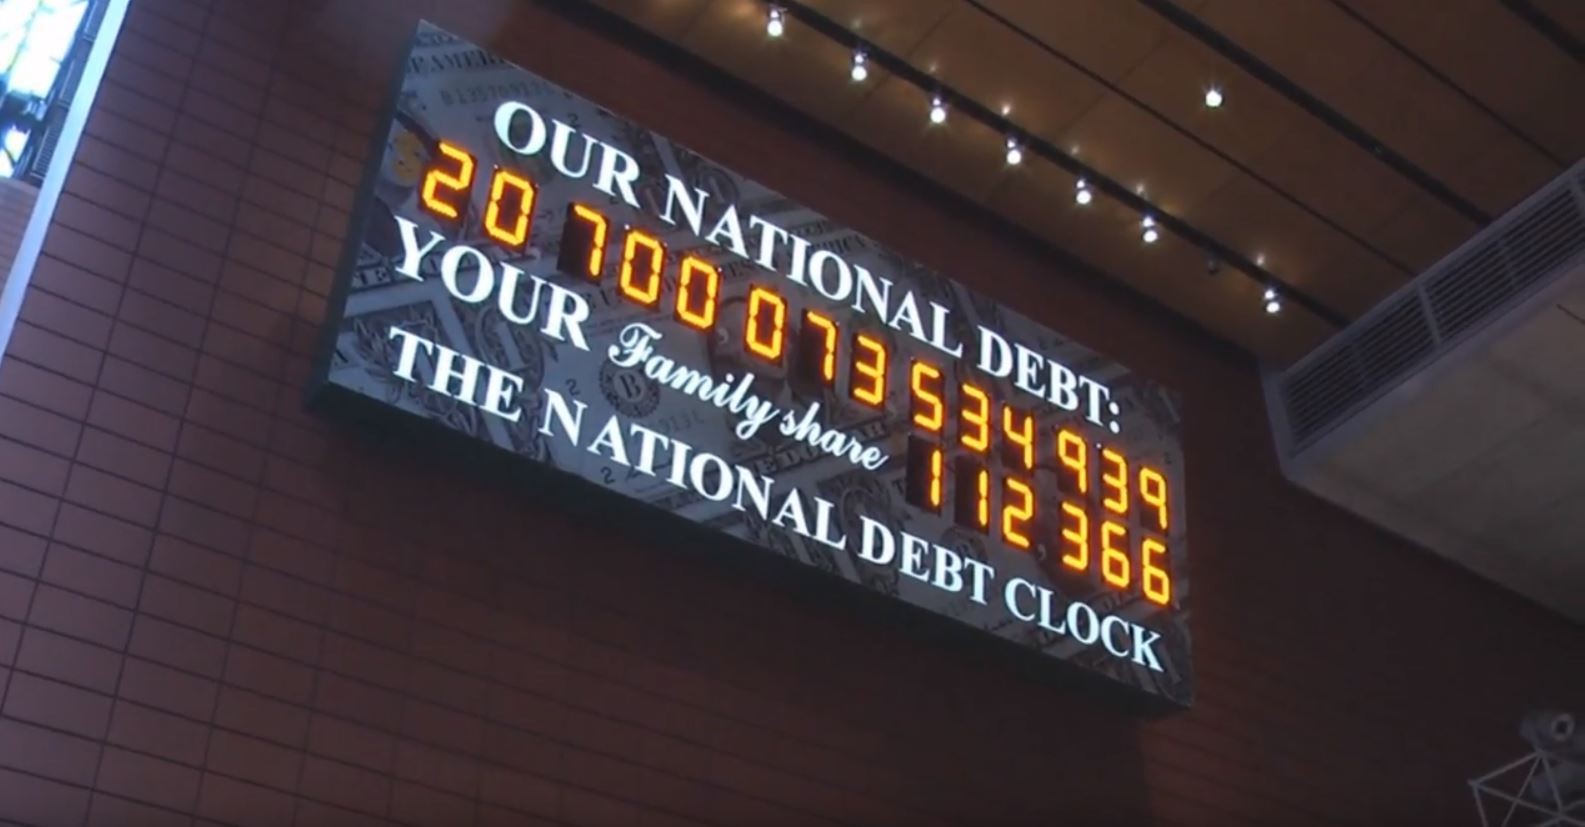 OUR NATIONAL DEBT:
20 700 073 534 939
YOUR Family share 112,366
THE NATIONAL DEBT CLOCK